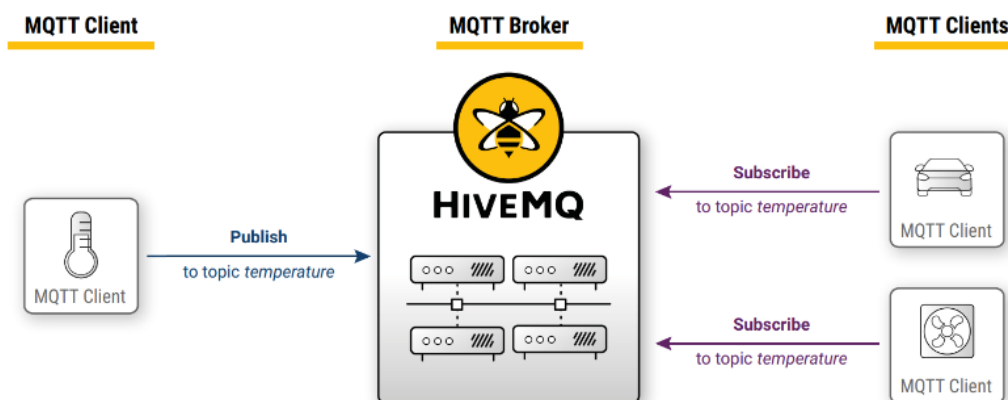 MQTT Client
MQTT Broker
MQTT Clients
HIVEMQ
Publish
to topic temperature
MQTT Client
Subscribe
to topic temperature
MQTT Client
Subscribe
to topic temperature
MQTT Client